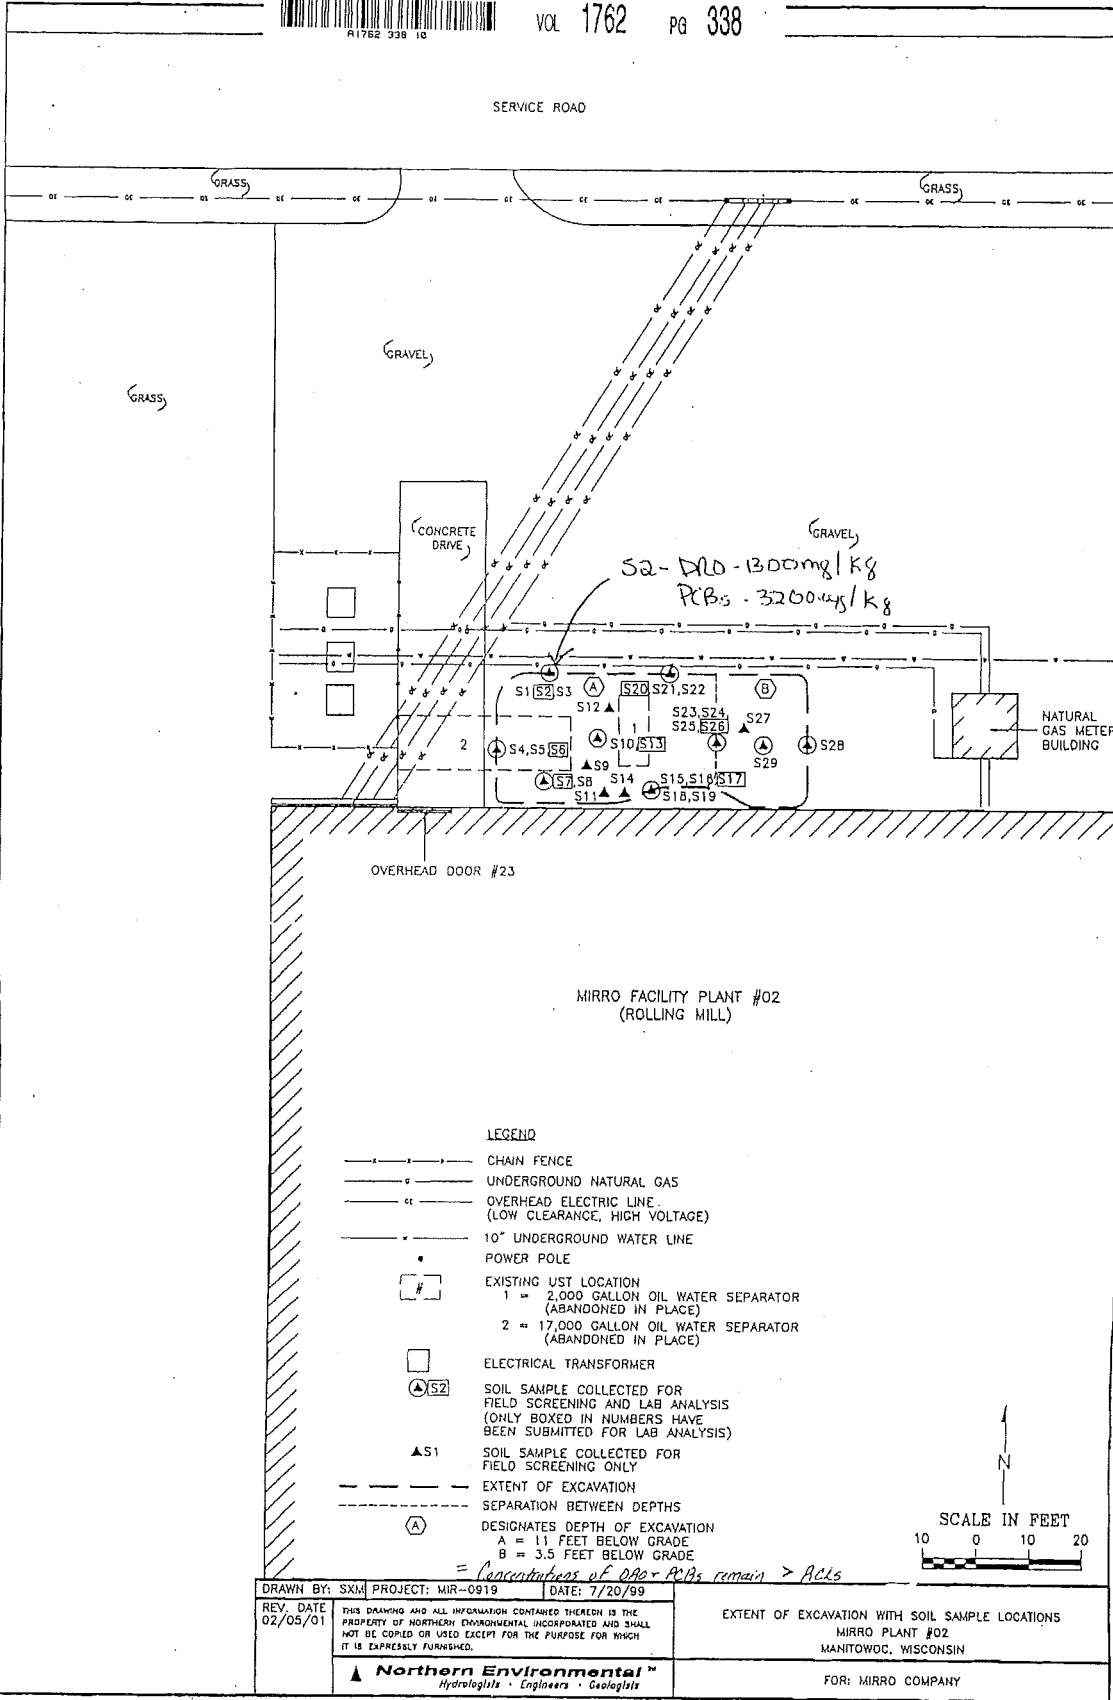 VOL 1762 PG 338
A1762 338 10
SERVICE ROAD
GRASS
GRASS
GRAVEL
GRASS
CONCRETE
DRIVE
GRAVEL
S2- DRO - 1300mg/Kg
PCBs - 3200ug/Kg
S1 S2 S3
A
S20 S21,S22
B
S12
S23,S24
S25 S26
S27
1
2
S4,S5 S6
S10 S13
S28
S29
S9
S7 S8
S14
S15,S16 S17
S11
S18,S19
NATURAL
GAS METER
BUILDING
OVERHEAD DOOR #23
MIRRO FACILITY PLANT #02
(ROLLING MILL)
LEGEND
CHAIN FENCE
UNDERGROUND NATURAL GAS
OVERHEAD ELECTRIC LINE
(LOW CLEARANCE, HIGH VOLTAGE)
10" UNDERGROUND WATER LINE
POWER POLE
# EXISTING UST LOCATION
1 = 2,000 GALLON OIL WATER SEPARATOR
(ABANDONED IN PLACE)
2 = 17,000 GALLON OIL WATER SEPARATOR
(ABANDONED IN PLACE)
ELECTRICAL TRANSFORMER
S2 SOIL SAMPLE COLLECTED FOR
FIELD SCREENING AND LAB ANALYSIS
(ONLY BOXED IN NUMBERS HAVE
BEEN SUBMITTED FOR LAB ANALYSIS)
S1 SOIL SAMPLE COLLECTED FOR
FIELD SCREENING ONLY
EXTENT OF EXCAVATION
SEPARATION BETWEEN DEPTHS
A DESIGNATES DEPTH OF EXCAVATION
A = 11 FEET BELOW GRADE
B = 3.5 FEET BELOW GRADE
= Concentrations of DRO + PCBs remain > RCLs
N
SCALE IN FEET
10 0 10 20
DRAWN BY: SXM PROJECT: MIR-0919 DATE: 7/20/99
REV. DATE
02/05/01
THIS DRAWING AND ALL INFORMATION CONTAINED THEREON IS THE
PROPERTY OF NORTHERN ENVIRONMENTAL INCORPORATED AND SHALL
NOT BE COPIED OR USED EXCEPT FOR THE PURPOSE FOR WHICH
IT IS EXPRESSLY FURNISHED.
Northern Environmental ™
Hydrologists • Engineers • Geologists
EXTENT OF EXCAVATION WITH SOIL SAMPLE LOCATIONS
MIRRO PLANT #02
MANITOWOC, WISCONSIN
FOR: MIRRO COMPANY